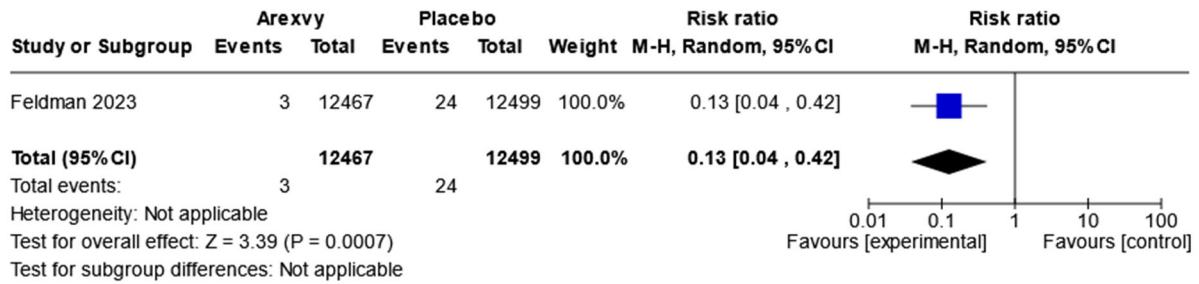 Arexvy Placebo Risk ratio Risk ratio
Study or Subgroup Events Total Events Total Weight M-H, Random, 95%CI M-H, Random, 95%CI
Feldman 2023 3 12467 24 12499 100.0% 0.13 [0.04 , 0.42]
Total (95%CI) 12467 12499 100.0% 0.13 [0.04 , 0.42]
Total events: 3 24
Heterogeneity: Not applicable 0.01 0.1 1 10 100
Test for overall effect: Z = 3.39 (P = 0.0007) Favours [experimental] Favours [control]
Test for subgroup differences: Not applicable